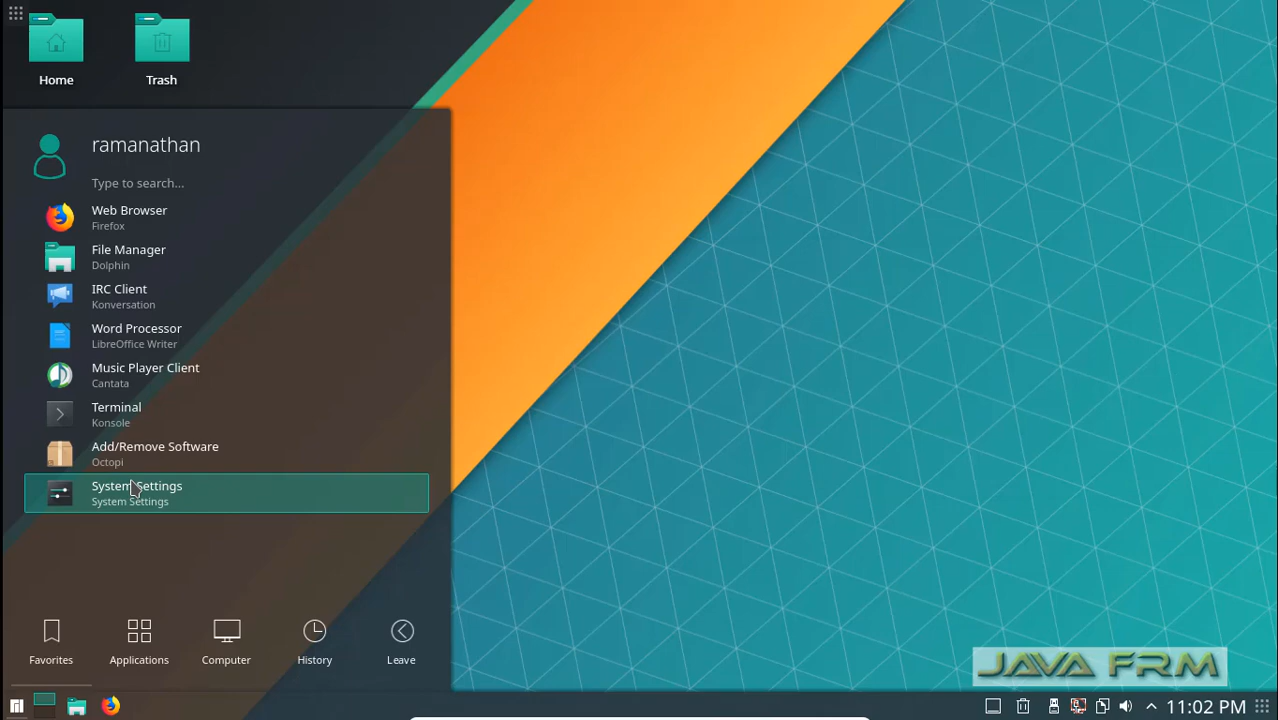 Home
Trash
ramanathan
Type to search...
Web Browser
Firefox
File Manager
Dolphin
IRC Client
Konversation
Word Processor
LibreOffice Writer
Music Player Client
Cantata
Terminal
Konsole
Add/Remove Software
Octopi
System Settings
System Settings
Favorites
Applications
Computer
History
Leave
JAVA FRM
11:02 PM